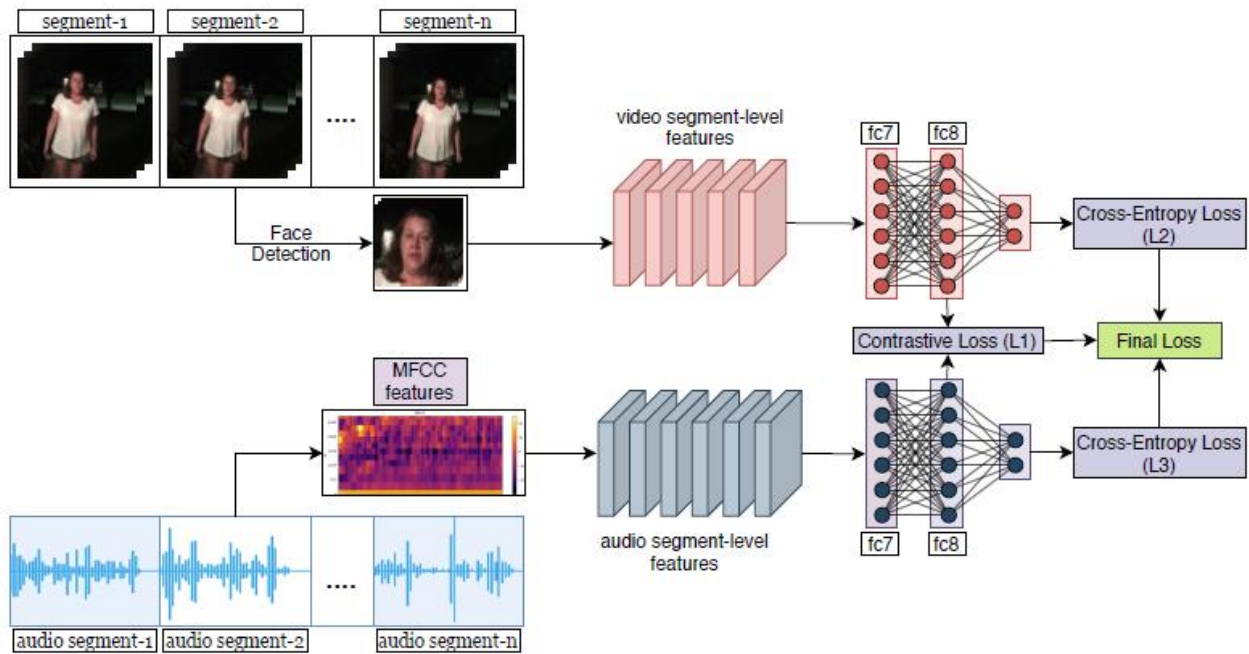 segment-1
segment-2
segment-n
....
Face
Detection
video segment-level
features
fc7
fc8
Cross-Entropy Loss
(L2)
Contrastive Loss (L1)
Final Loss
MFCC
features
audio segment-level
features
fc7
fc8
Cross-Entropy Loss
(L3)
....
audio segment-1
audio segment-2
audio segment-n